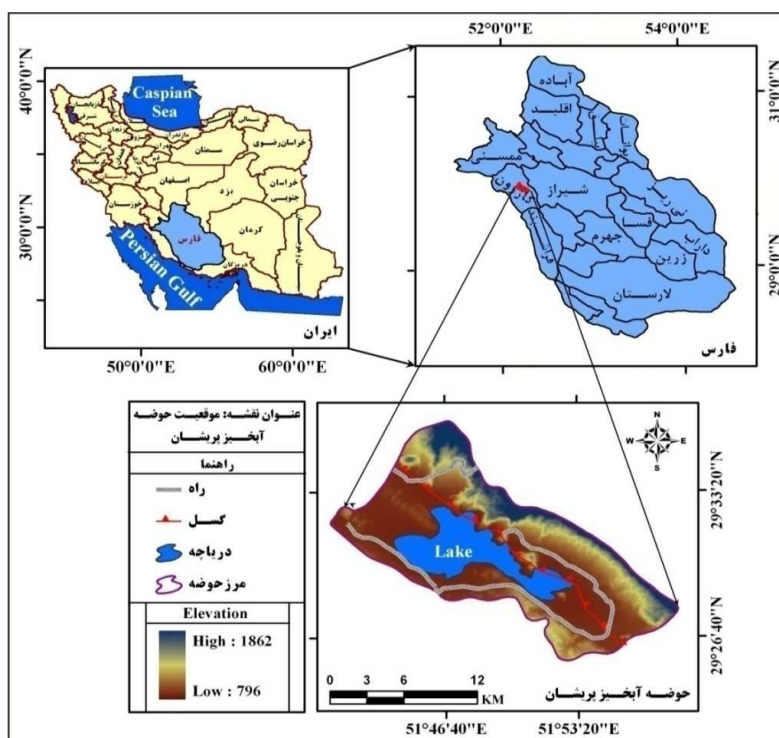 52°0'0"E
54°0'0"E
40°0'0"N
30°0'0"N
Caspian
Sea
سمنان
خراسان‌رضوی
خراسان
جنوبی
اصفهان
یزد
کرمان
خوزستان
فارس
Persian Gulf
ایران
50°0'0"E
60°0'0"E
آباده
اقلید
ممسنی
شیراز
کازرون
فسا
جهرم
داراب
زرین
لارستان
31°0'0"N
29°0'0"N
فارس
عنوان نقشه: موقعیت حوضه
آبخیز پریشان
راهنما
راه
گسل
دریاچه
مرزحوضه
Elevation
High : 1862
Low : 796
N
W
E
S
Lake
29°33'20"N
29°26'40"N
0 3 6 12
KM
حوضه آبخیز پریشان
51°46'40"E
51°53'20"E